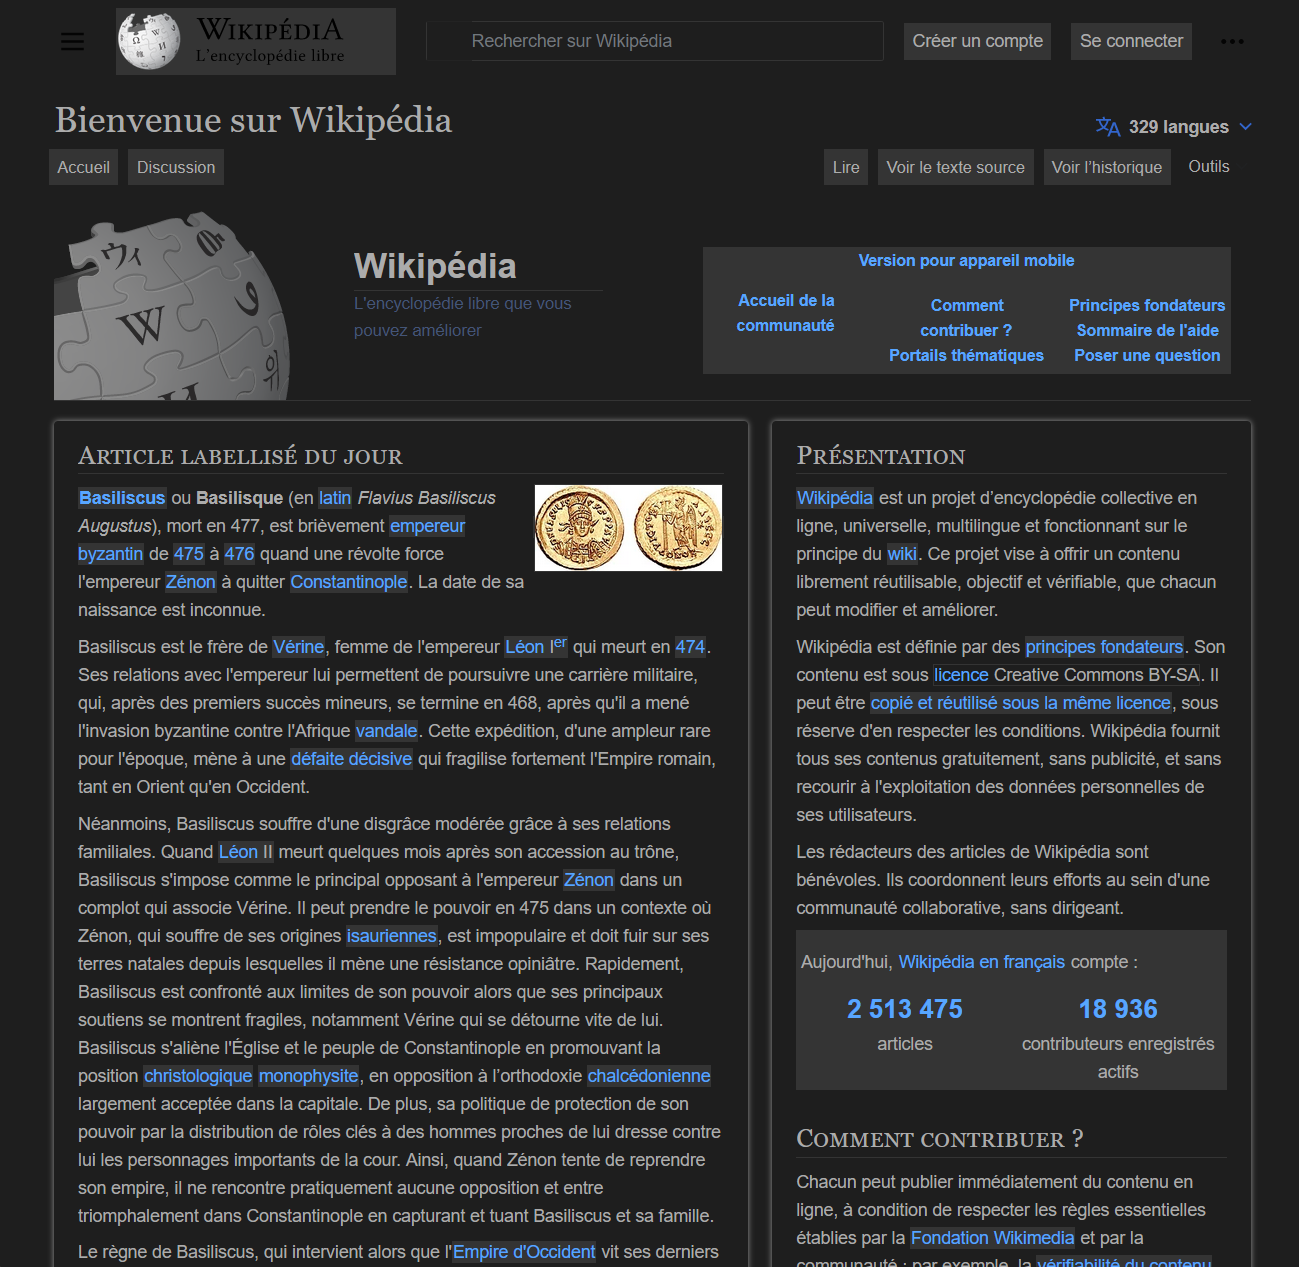 WIKIPÉDIA
L'encyclopédie libre
Rechercher sur Wikipédia
Créer un compte
Se connecter
Bienvenue sur Wikipédia
329 langues
Accueil
Discussion
Lire
Voir le texte source
Voir l'historique
Outils
Wikipédia
L'encyclopédie libre que vous
pouvez améliorer
Version pour appareil mobile
Accueil de la
communauté
Comment
contribuer ?
Portails thématiques
Principes fondateurs
Sommaire de l'aide
Poser une question
Article labellisé du jour
Basiliscus ou Basilisque (en latin Flavius Basiliscus
Augustus), mort en 477, est brièvement empereur
byzantin de 475 à 476 quand une révolte force
l'empereur Zénon à quitter Constantinople. La date de sa
naissance est inconnue.
Basiliscus est le frère de Vérine, femme de l'empereur Léon Ier qui meurt en 474.
Ses relations avec l'empereur lui permettent de poursuivre une carrière militaire,
qui, après des premiers succès mineurs, se termine en 468, après qu'il a mené
l'invasion byzantine contre l'Afrique vandale. Cette expédition, d'une ampleur rare
pour l'époque, mène à une défaite décisive qui fragilise fortement l'Empire romain,
tant en Orient qu'en Occident.
Néanmoins, Basiliscus souffre d'une disgrâce modérée grâce à ses relations
familiales. Quand Léon II meurt quelques mois après son accession au trône,
Basiliscus s'impose comme le principal opposant à l'empereur Zénon dans un
complot qui associe Vérine. Il peut prendre le pouvoir en 475 dans un contexte où
Zénon, qui souffre de ses origines isauriennes, est impopulaire et doit fuir sur ses
terres natales depuis lesquelles il mène une résistance opiniâtre. Rapidement,
Basiliscus est confronté aux limites de son pouvoir alors que ses principaux
soutiens se montrent fragiles, notamment Vérine qui se détourne vite de lui.
Basiliscus s'aliène l'Église et le peuple de Constantinople en promouvant la
position christologique monophysite, en opposition à l'orthodoxie chalcédonienne
largement acceptée dans la capitale. De plus, sa politique de protection de son
pouvoir par la distribution de rôles clés à des hommes proches de lui dresse contre
lui les personnages importants de la cour. Ainsi, quand Zénon tente de reprendre
son empire, il ne rencontre pratiquement aucune opposition et entre
triomphalement dans Constantinople en capturant et tuant Basiliscus et sa famille.
Le règne de Basiliscus, qui intervient alors que l'Empire d'Occident vit ses derniers
Présentation
Wikipédia est un projet d'encyclopédie collective en
ligne, universelle, multilingue et fonctionnant sur le
principe du wiki. Ce projet vise à offrir un contenu
librement réutilisable, objectif et vérifiable, que chacun
peut modifier et améliorer.
Wikipédia est définie par des principes fondateurs. Son
contenu est sous licence Creative Commons BY-SA. Il
peut être copié et réutilisé sous la même licence, sous
réserve d'en respecter les conditions. Wikipédia fournit
tous ses contenus gratuitement, sans publicité, et sans
recourir à l'exploitation des données personnelles de
ses utilisateurs.
Les rédacteurs des articles de Wikipédia sont
bénévoles. Ils coordonnent leurs efforts au sein d'une
communauté collaborative, sans dirigeant.
Aujourd'hui, Wikipédia en français compte :
2 513 475
articles
18 936
contributeurs enregistrés
actifs
Comment contribuer ?
Chacun peut publier immédiatement du contenu en
ligne, à condition de respecter les règles essentielles
établies par la Fondation Wikimedia et par la
communauté : par exemple, la vérifiabilité du contenu